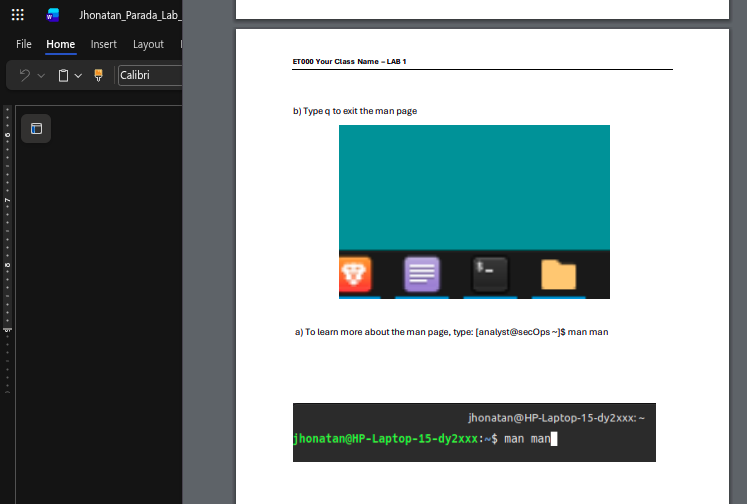 Jhonatan_Parada_Lab_
File Home Insert Layout
Calibri
ET000 Your Class Name – LAB 1
b) Type q to exit the man page
a) To learn more about the man page, type: [analyst@secOps ~]$ man man
jhonatan@HP-Laptop-15-dy2xxx: ~
jhonatan@HP-Laptop-15-dy2xxx:~$ man man